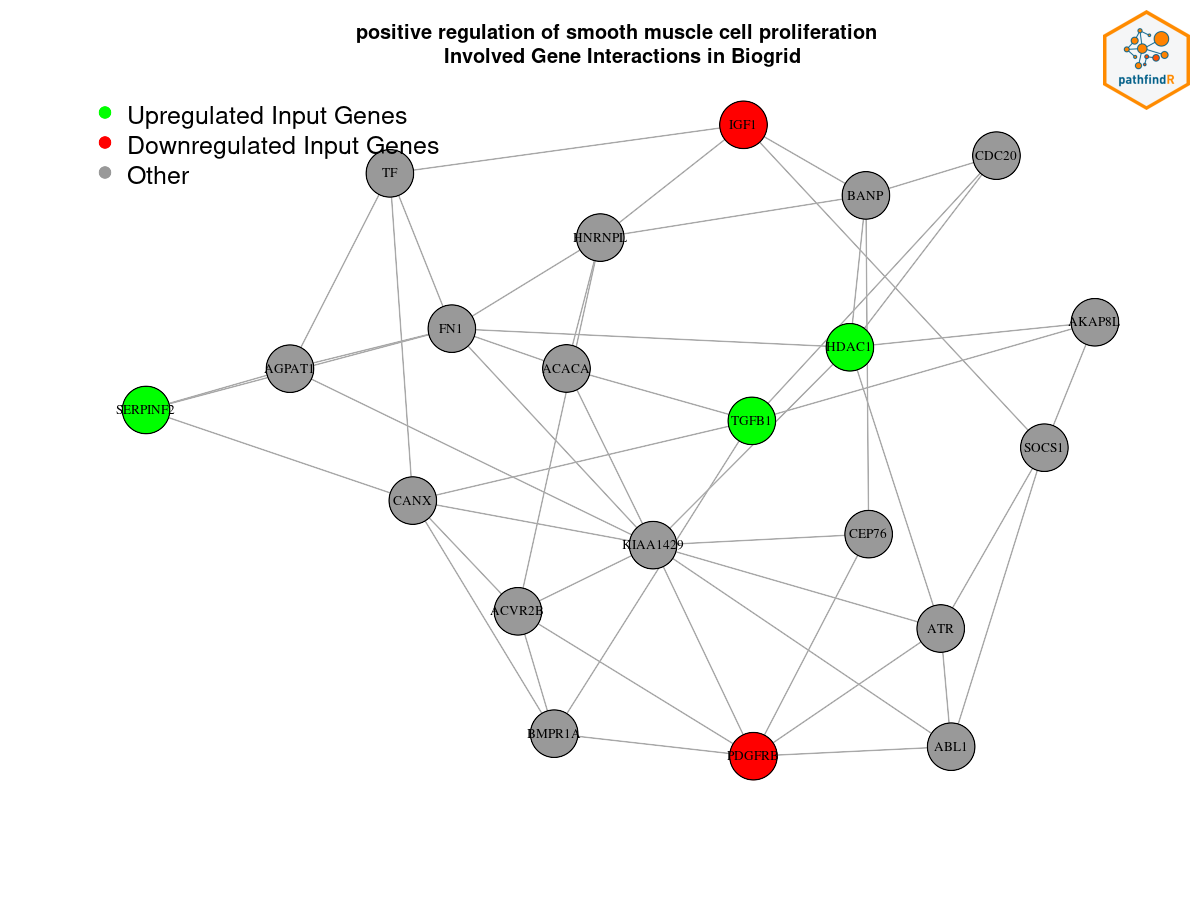 positive regulation of smooth muscle cell proliferation
Involved Gene Interactions in Biogrid
pathfindR
Upregulated Input Genes
Downregulated Input Genes
Other
IGF1
CDC20
TF
BANP
HNRNPL
AKAP8L
FN1
HDAC1
AGPAT1
ACACA
SERPINF2
TGFB1
SOCS1
CANX
CEP76
KIAA1429
ACVR2B
ATR
BMPR1A
ABL1
PDGFRB